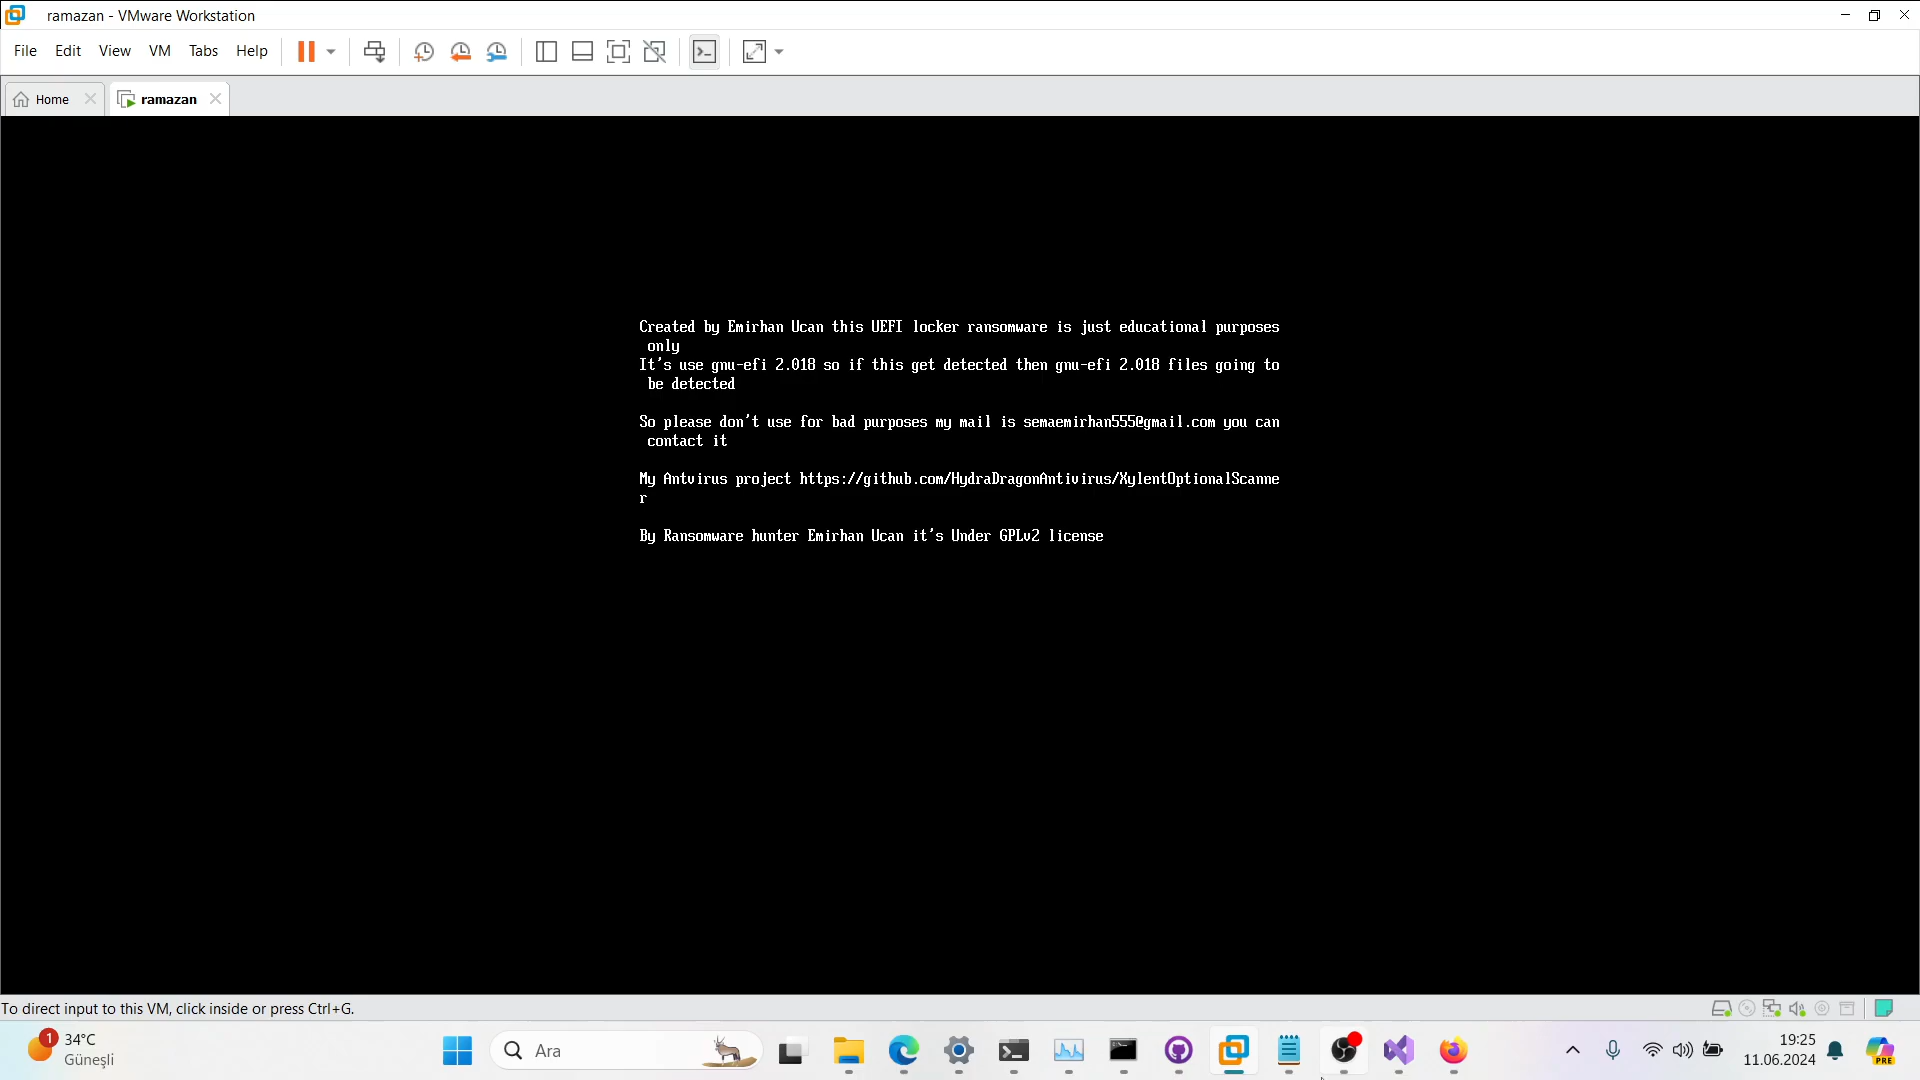 ramazan - VMware Workstation
File Edit View VM Tabs Help
Home ramazan
Created by Emirhan Ucan this UEFI locker ransomware is just educational purposes
only
It's use gnu-efi 2.018 so if this get detected then gnu-efi 2.018 files going to
be detected
So please don't use for bad purposes my mail is semaemirhan555@gmail.com you can
contact it
My Antvirus project https://github.com/HydraDragonAntivirus/XylentOptionalScanne
r
By Ransomware hunter Emirhan Ucan it's Under GPLv2 license
To direct input to this VM, click inside or press Ctrl+G.
1 34°C
Güneşli
Ara
19:25
11.06.2024
PRE